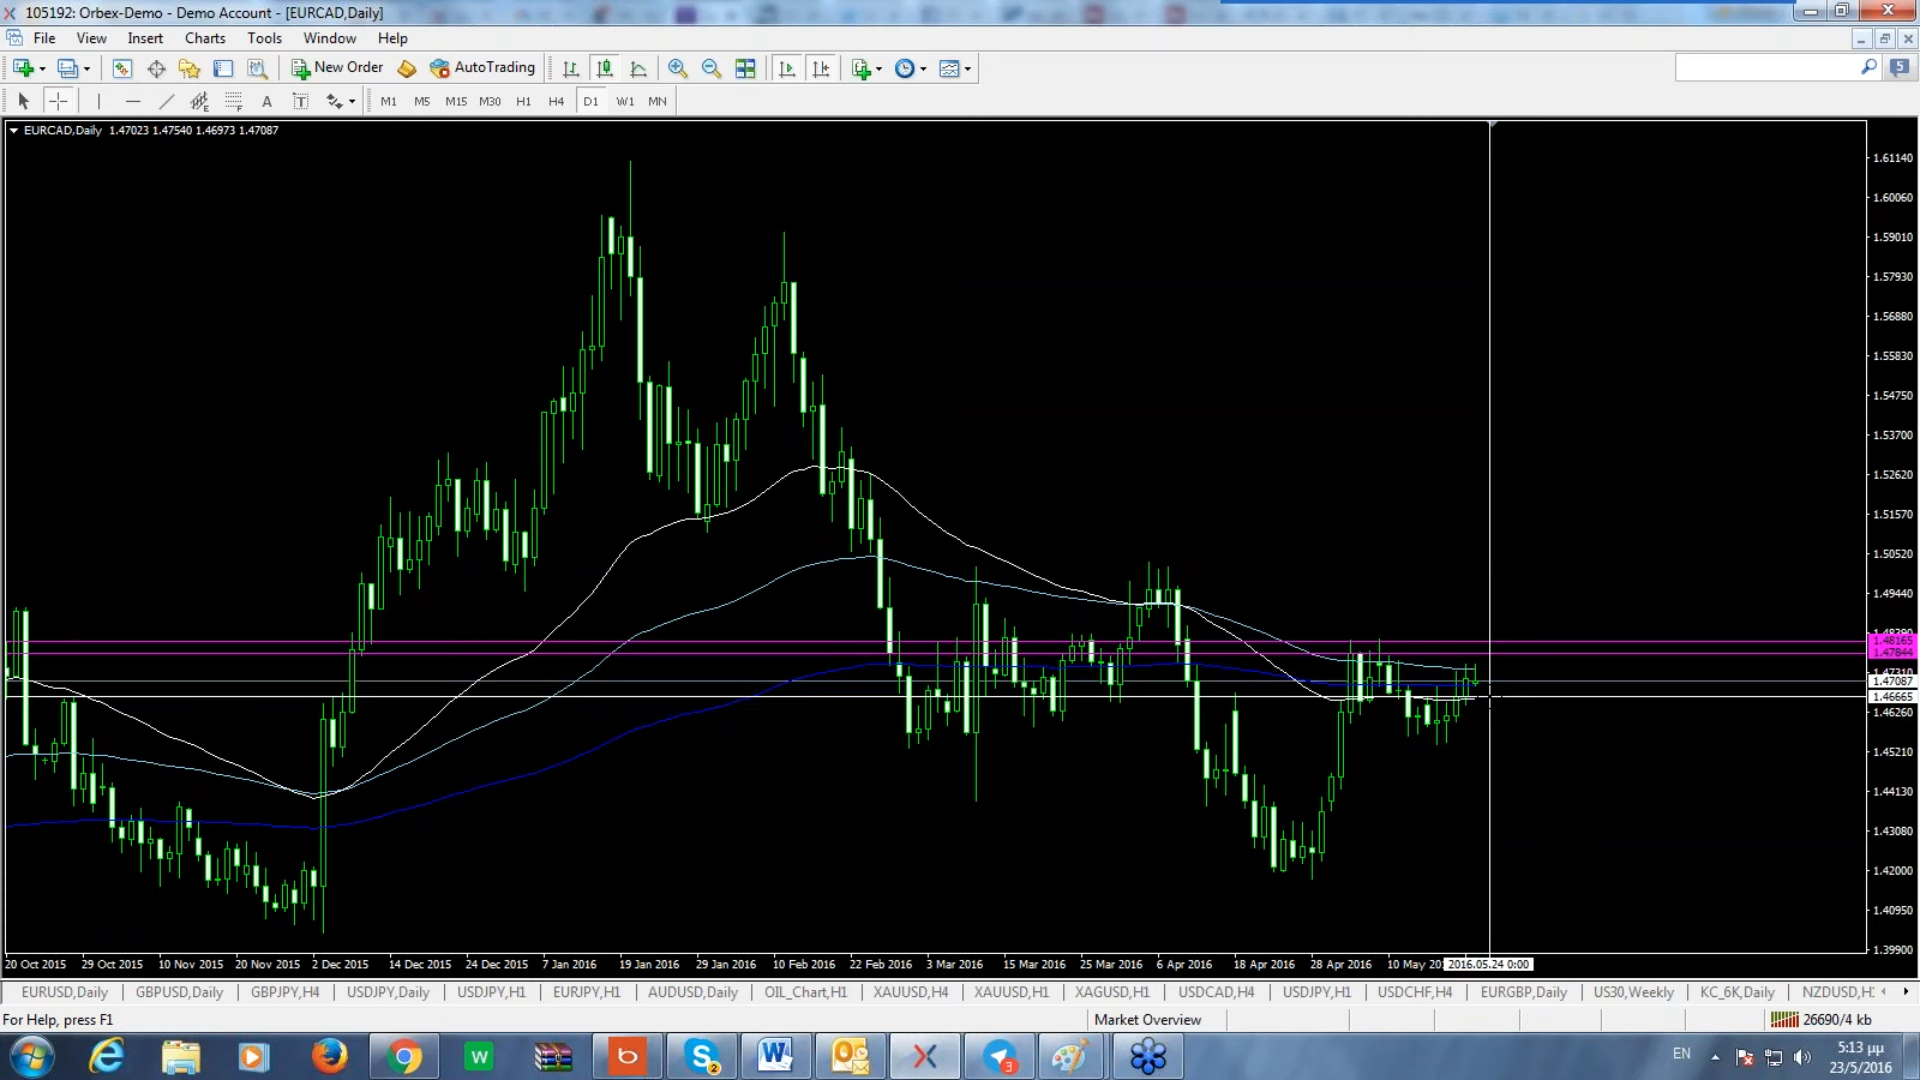 105192: Orbex-Demo - Demo Account - [EURCAD,Daily]
File View Insert Charts Tools Window Help
New Order AutoTrading
5
E F A T M1 M5 M15 M30 H1 H4 D1 W1 MN
EURCAD,Daily 1.47023 1.47540 1.46973 1.47087
1.61140
1.60060
1.59010
1.57930
1.56880
1.55830
1.54750
1.53700
1.52620
1.51570
1.50520
1.49440
1.48165
1.47844
1.47087
1.46665
1.46260
1.45210
1.44130
1.43080
1.42000
1.40950
1.39900
20 Oct 2015 29 Oct 2015 10 Nov 2015 20 Nov 2015 2 Dec 2015 14 Dec 2015 24 Dec 2015 7 Jan 2016 19 Jan 2016 29 Jan 2016 10 Feb 2016 22 Feb 2016 3 Mar 2016 15 Mar 2016 25 Mar 2016 6 Apr 2016 18 Apr 2016 28 Apr 2016 10 May 2016.05.24 0:00
EURUSD,Daily GBPUSD,Daily GBPJPY,H4 USDJPY,Daily USDJPY,H1 EURJPY,H1 AUDUSD,Daily OIL_Chart,H1 XAUUSD,H4 XAUUSD,H1 XAGUSD,H1 USDCAD,H4 USDJPY,H1 USDCHF,H4 EURGBP,Daily US30,Weekly KC_6K,Daily NZDUSD,H
For Help, press F1 Market Overview 26690/4 kb
W b S 2 W O 3 EN 5:13 μμ
23/5/2016